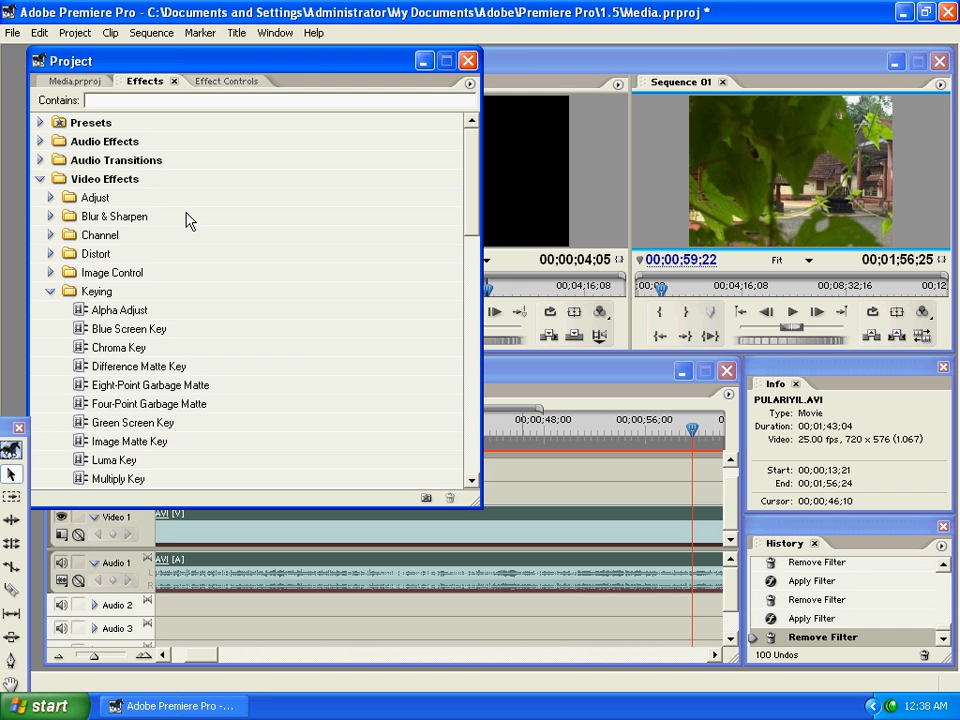 Adobe Premiere Pro - C:\Documents and Settings\Administrator\My Documents\Adobe\Premiere Pro\1.5\Media.prproj *
File Edit Project Clip Sequence Marker Title Window Help
Project
Media.prproj Effects Effect Controls
Contains:
Presets
Audio Effects
Audio Transitions
Video Effects
Adjust
Blur & Sharpen
Channel
Distort
Image Control
Keying
Alpha Adjust
Blue Screen Key
Chroma Key
Difference Matte Key
Eight-Point Garbage Matte
Four-Point Garbage Matte
Green Screen Key
Image Matte Key
Luma Key
Multiply Key
00;00;04;05
00;04;16;08
Sequence 01
00;00;59;22 Fit 00;01;56;25
00;04;16;08 00;08;32;16 00;12
00;00;48;00 00;00;56;00
Video 1
.AVI [V]
Audio 1
.AVI [A]
L
R
Audio 2
Audio 3
Info
PULARIYIL.AVI
Type: Movie
Duration: 00;01;43;04
Video: 25.00 fps, 720 x 576 (1.067)
Start: 00;00;13;21
End: 00;01;56;24
Cursor: 00;00;46;10
History
Remove Filter
Apply Filter
Remove Filter
Apply Filter
Remove Filter
100 Undos
start
Adobe Premiere Pro -...
12:38 AM